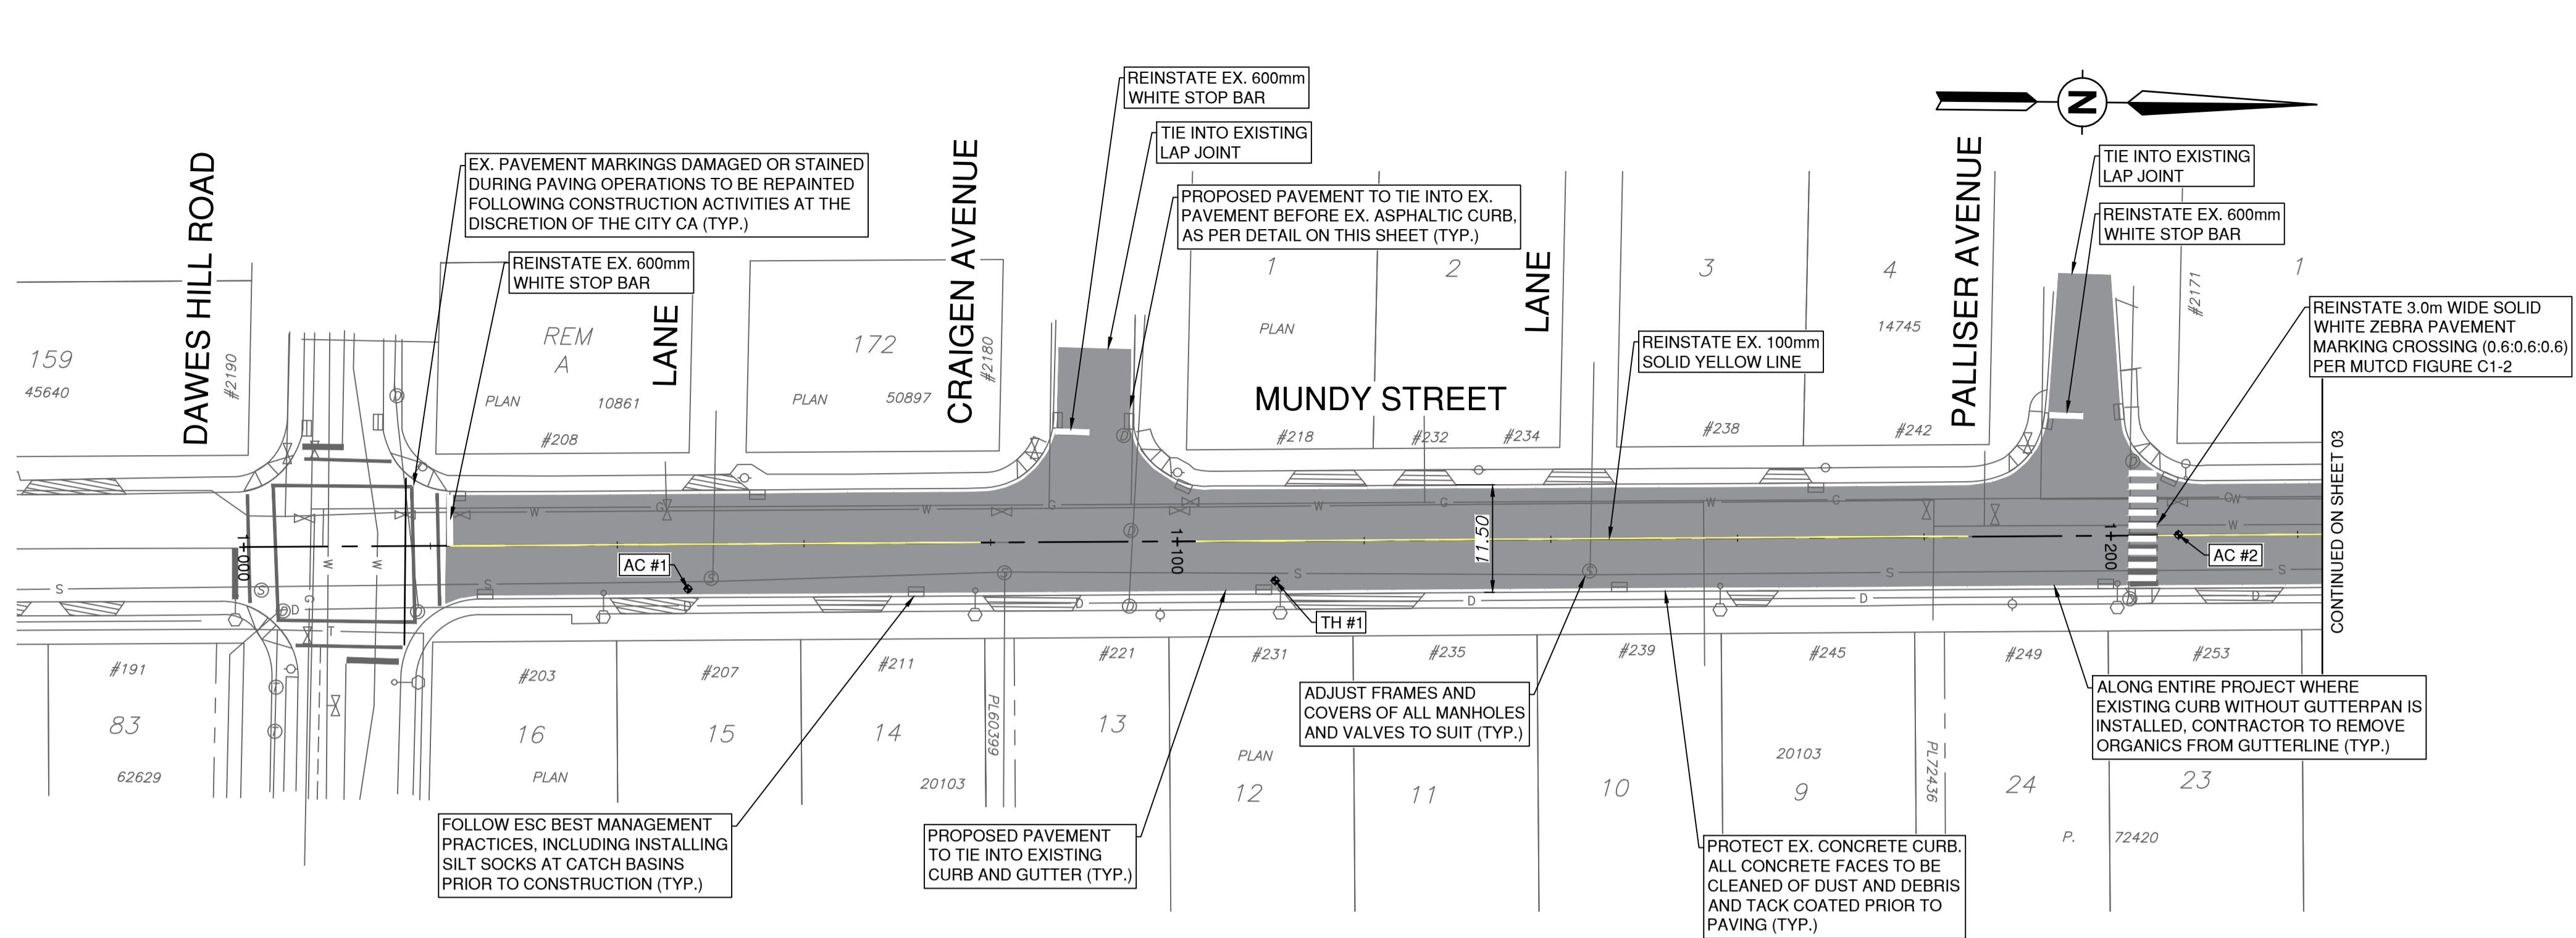 REINSTATE EX. 600mm
WHITE STOP BAR
TIE INTO EXISTING
LAP JOINT
N
EX. PAVEMENT MARKINGS DAMAGED OR STAINED
DURING PAVING OPERATIONS TO BE REPAINTED
FOLLOWING CONSTRUCTION ACTIVITIES AT THE
DISCRETION OF THE CITY CA (TYP.)
PROPOSED PAVEMENT TO TIE INTO EX.
PAVEMENT BEFORE EX. ASPHALTIC CURB,
AS PER DETAIL ON THIS SHEET (TYP.)
TIE INTO EXISTING
LAP JOINT
REINSTATE EX. 600mm
WHITE STOP BAR
REINSTATE EX. 600mm
WHITE STOP BAR
REINSTATE 3.0m WIDE SOLID
WHITE ZEBRA PAVEMENT
MARKING CROSSING (0.6:0.6:0.6)
PER MUTCD FIGURE C1-2
REINSTATE EX. 100mm
SOLID YELLOW LINE
DAWES HILL ROAD
LANE
CRAIGEN AVENUE
LANE
PALLISER AVENUE
MUNDY STREET
159
45640
#2190
REM
A
PLAN
10861
#208
172
PLAN
50897
#2180
1
2
PLAN
#218
#232
#234
3
4
14745
#238
#242
#2171
1
CONTINUED ON SHEET 03
1+000
1+100
1+200
11.50
AC #1
TH #1
AC #2
W
G
W
G
W
G
W
W
G
W
GW
W
W
W
G
T
S
S
S
S
S
S
D
D
D
D
D
D
#191
83
62629
#203
16
PLAN
#207
15
#211
14
20103
PL60399
#221
13
#231
PLAN
12
#235
11
#239
10
#245
20103
9
PL72436
#249
24
#253
23
P.
72420
ADJUST FRAMES AND
COVERS OF ALL MANHOLES
AND VALVES TO SUIT (TYP.)
ALONG ENTIRE PROJECT WHERE
EXISTING CURB WITHOUT GUTTERPAN IS
INSTALLED, CONTRACTOR TO REMOVE
ORGANICS FROM GUTTERLINE (TYP.)
FOLLOW ESC BEST MANAGEMENT
PRACTICES, INCLUDING INSTALLING
SILT SOCKS AT CATCH BASINS
PRIOR TO CONSTRUCTION (TYP.)
PROPOSED PAVEMENT
TO TIE INTO EXISTING
CURB AND GUTTER (TYP.)
PROTECT EX. CONCRETE CURB.
ALL CONCRETE FACES TO BE
CLEANED OF DUST AND DEBRIS
AND TACK COATED PRIOR TO
PAVING (TYP.)